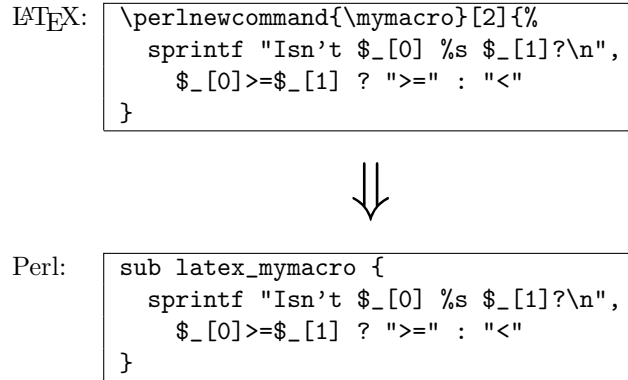 LATEX: \perlnewcommand{\mymacro}[2]{%
sprintf "Isn't $_[0] %s $_[1]?\n",
$_[0]>=$_[1] ? ">=" : "<"
}
⇓
Perl: sub latex_mymacro {
sprintf "Isn't $_[0] %s $_[1]?\n",
$_[0]>=$_[1] ? ">=" : "<"
}